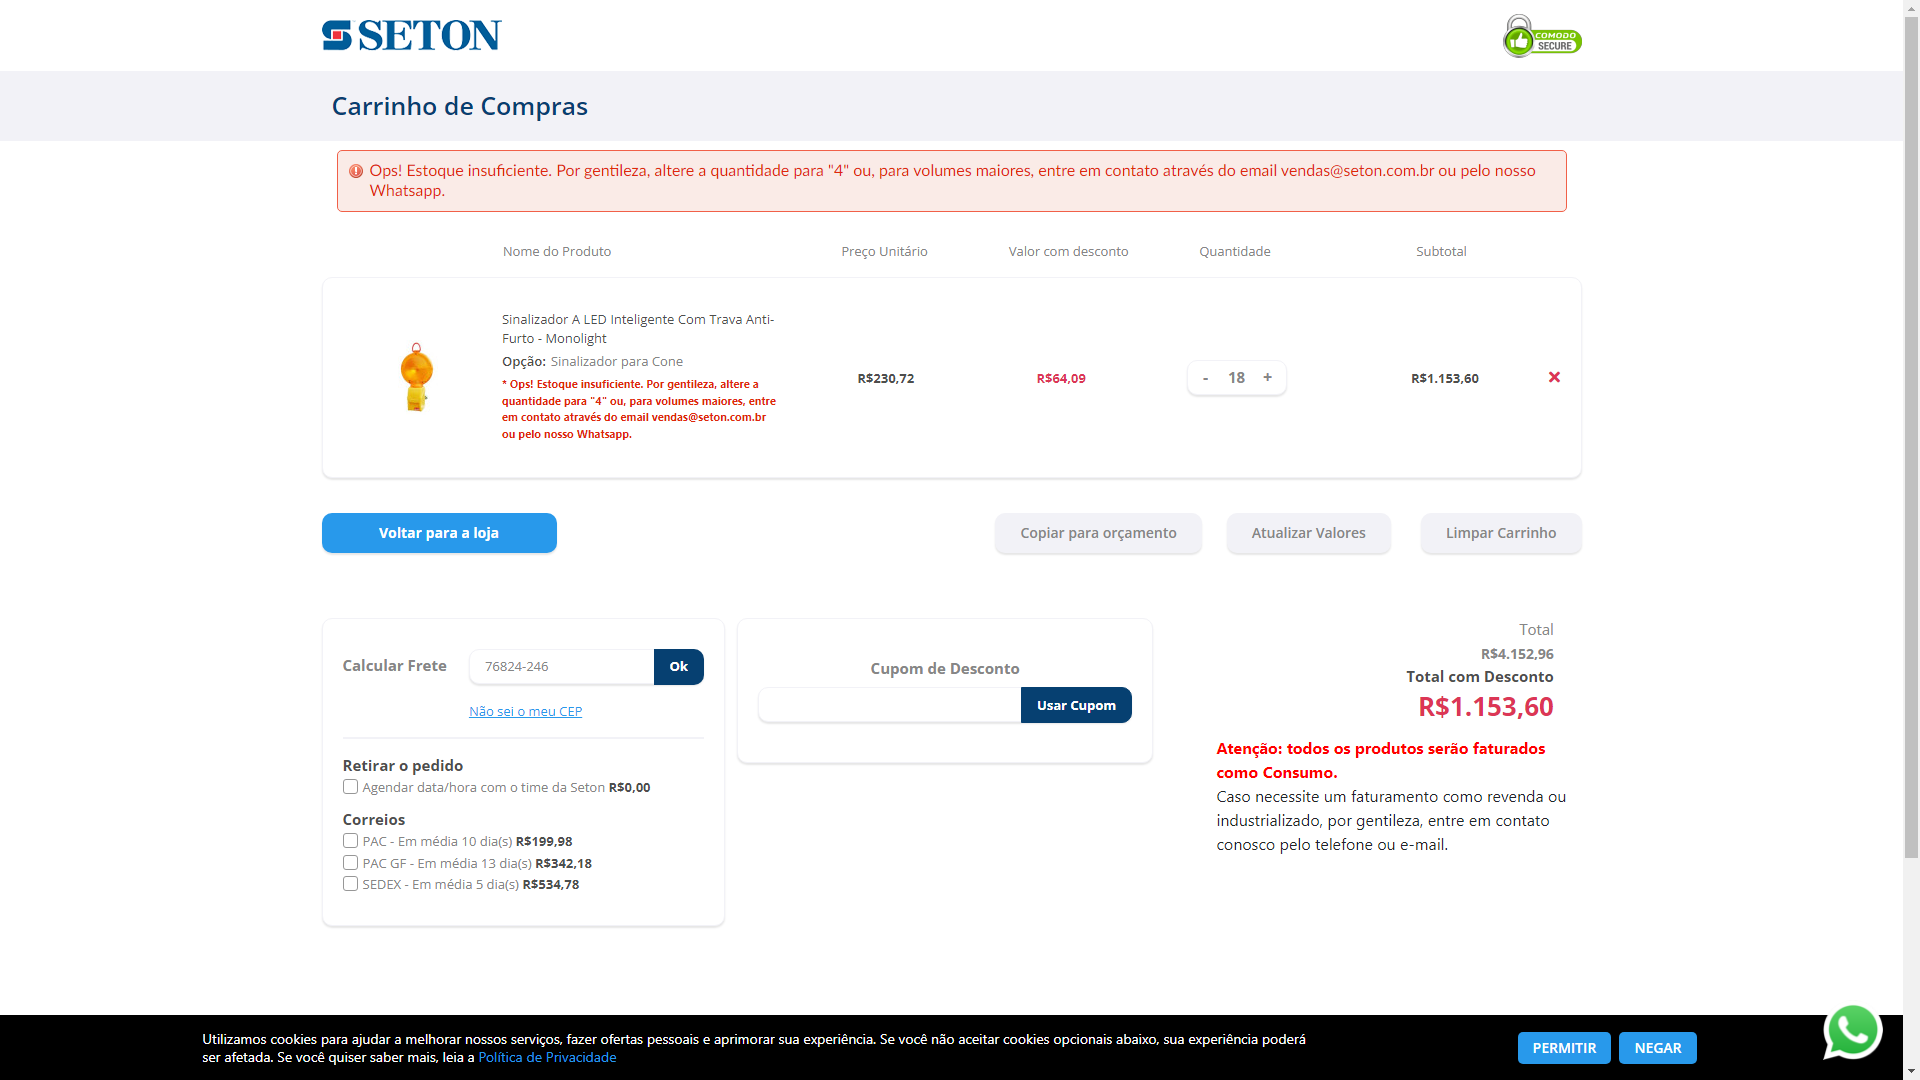 SETON
COMODO
SECURE
Carrinho de Compras
Ops! Estoque insuficiente. Por gentileza, altere a quantidade para "4" ou, para volumes maiores, entre em contato através do email vendas@seton.com.br ou pelo nosso
Whatsapp.
Nome do Produto Preço Unitário Valor com desconto Quantidade Subtotal
Sinalizador A LED Inteligente Com Trava Anti-
Furto - Monolight
Opção: Sinalizador para Cone
* Ops! Estoque insuficiente. Por gentileza, altere a
quantidade para "4" ou, para volumes maiores, entre
em contato através do email vendas@seton.com.br
ou pelo nosso Whatsapp.
R$230,72 R$64,09 - 18 + R$1.153,60
Voltar para a loja Copiar para orçamento Atualizar Valores Limpar Carrinho
Calcular Frete 76824-246 Ok
Não sei o meu CEP
Retirar o pedido
Agendar data/hora com o time da Seton R$0,00
Correios
PAC - Em média 10 dia(s) R$199,98
PAC GF - Em média 13 dia(s) R$342,18
SEDEX - Em média 5 dia(s) R$534,78
Cupom de Desconto
Usar Cupom
Total
R$4.152,96
Total com Desconto
R$1.153,60
Atenção: todos os produtos serão faturados
como Consumo.
Caso necessite um faturamento como revenda ou
industrializado, por gentileza, entre em contato
conosco pelo telefone ou e-mail.
Utilizamos cookies para ajudar a melhorar nossos serviços, fazer ofertas pessoais e aprimorar sua experiência. Se você não aceitar cookies opcionais abaixo, sua experiência poderá
ser afetada. Se você quiser saber mais, leia a Política de Privacidade
PERMITIR NEGAR